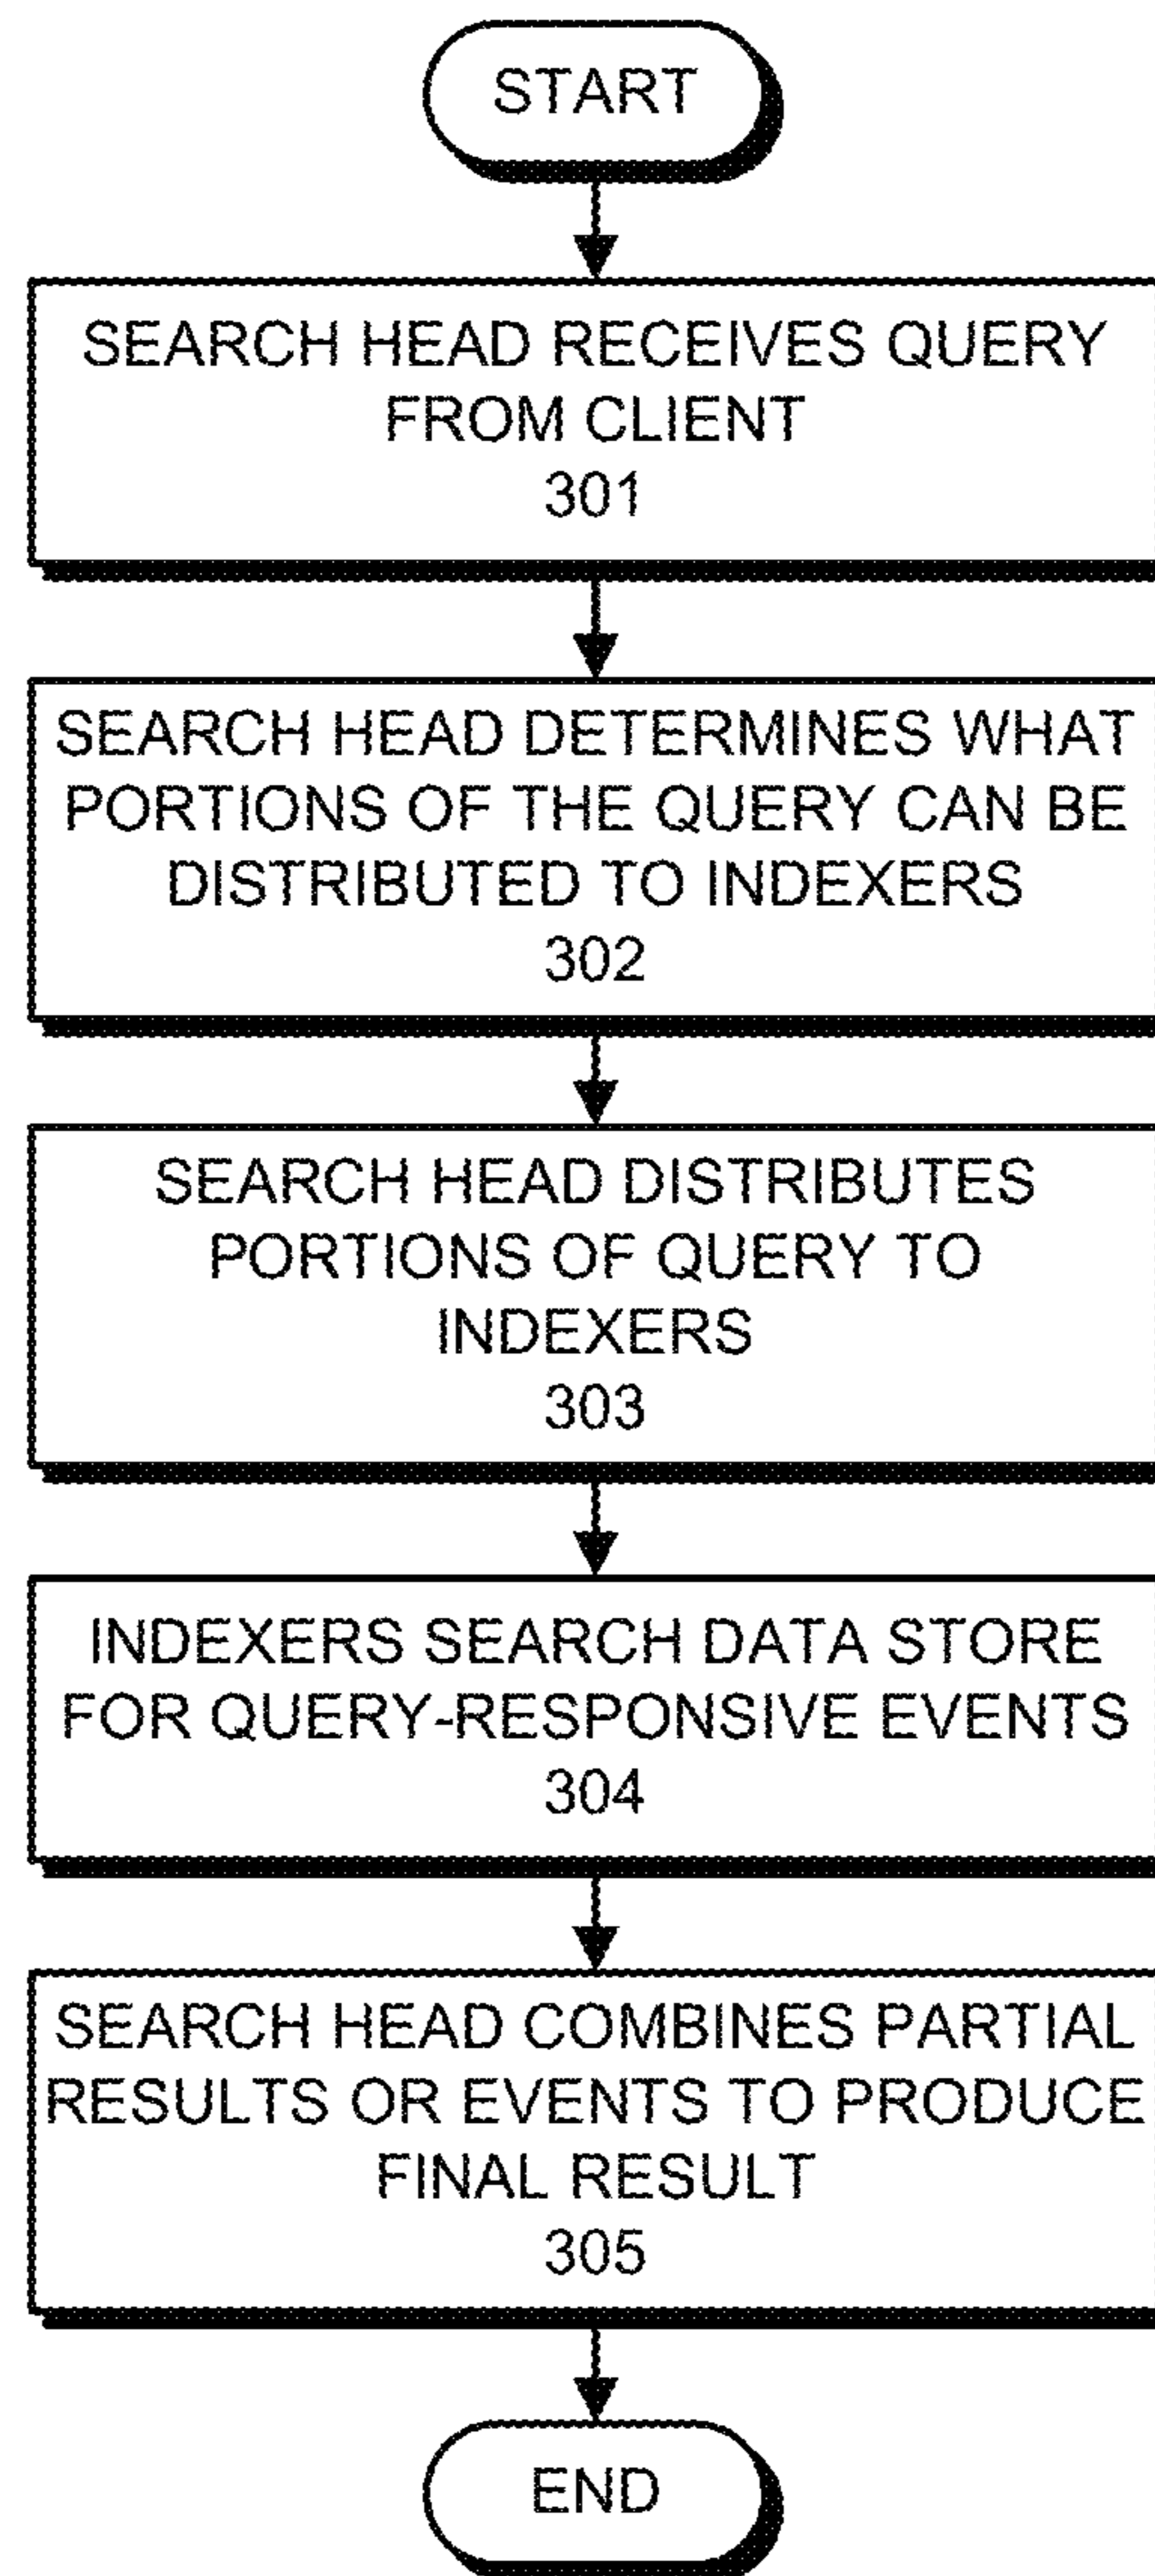 START
SEARCH HEAD RECEIVES QUERY
FROM CLIENT
301
SEARCH HEAD DETERMINES WHAT
PORTIONS OF THE QUERY CAN BE
DISTRIBUTED TO INDEXERS
302
SEARCH HEAD DISTRIBUTES
PORTIONS OF QUERY TO
INDEXERS
303
INDEXERS SEARCH DATA STORE
FOR QUERY-RESPONSIVE EVENTS
304
SEARCH HEAD COMBINES PARTIAL
RESULTS OR EVENTS TO PRODUCE
FINAL RESULT
305
END